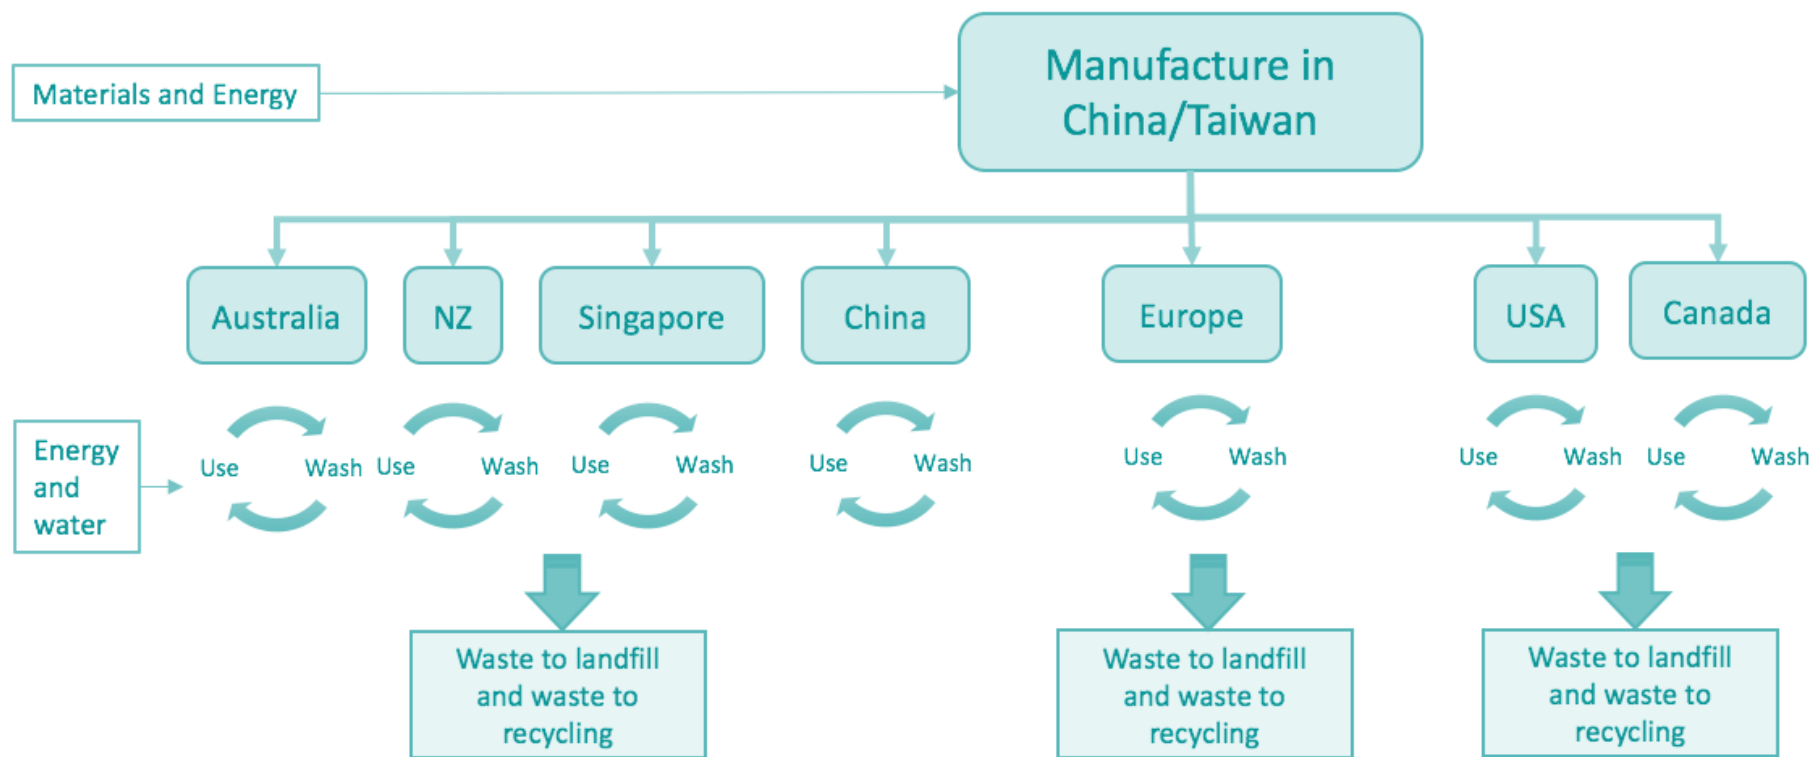 Manufacture in
China/Taiwan
Materials and Energy
Australia
NZ
Singapore
China
Europe
USA
Canada
Energy
and
water
Use Wash
Use Wash
Use Wash
Use Wash
Use Wash
Use Wash
Use Wash
Waste to landfill
and waste to
recycling
Waste to landfill
and waste to
recycling
Waste to landfill
and waste to
recycling